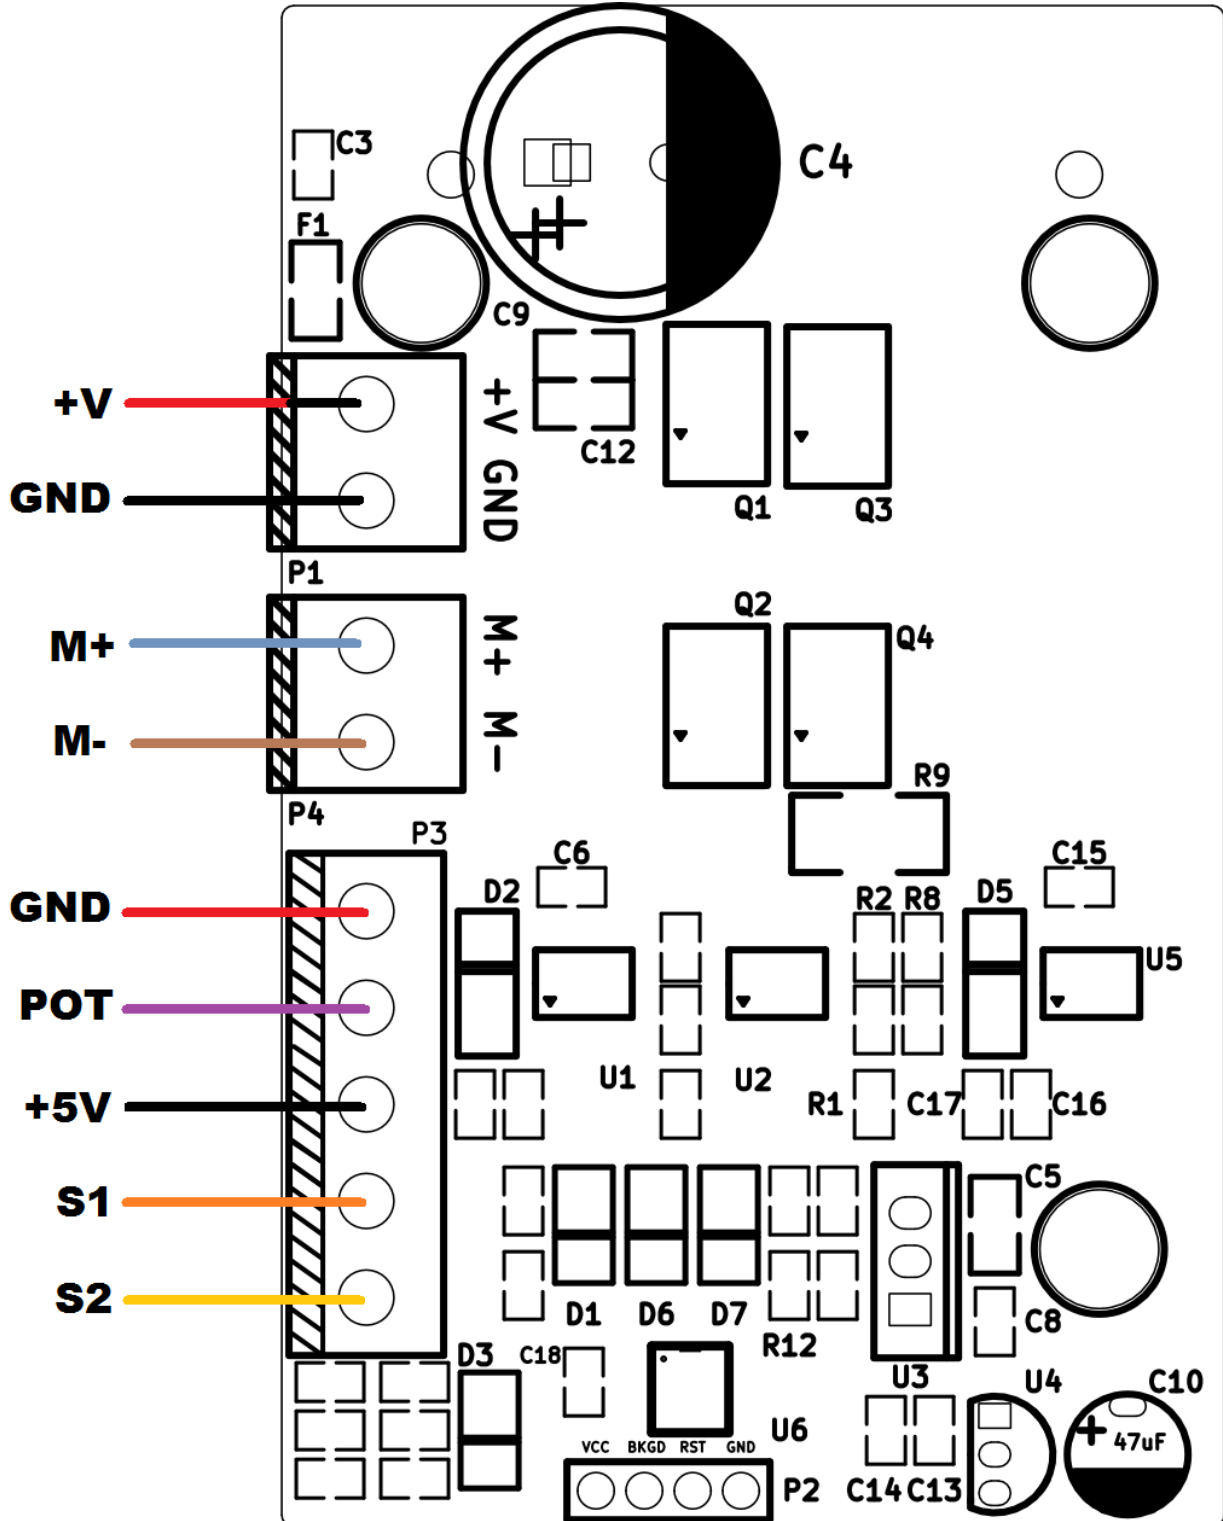 C3
C4
F1
C9
+V
+V
GND
GND
C12
Q1
Q3
P1
Q2
M+
M+
Q4
M-
M-
R9
P4
P3
C6
C15
D2
R2
R8
D5
GND
U5
POT
U1
U2
+5V
R1
C17
C16
C5
S1
S2
D1
D6
D7
C8
R12
D3
C18
U3
U4
C10
U6
47uF
VCC BKGD RST GND
P2
C14
C13